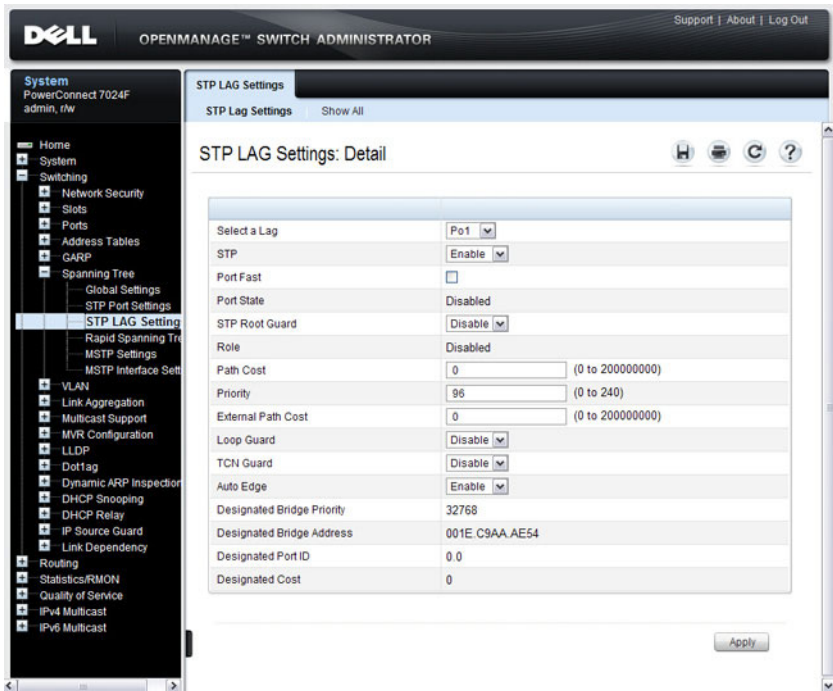 DELL
OPENMANAGE™ SWITCH ADMINISTRATOR
Support | About | Log Out
System
PowerConnect 7024F
admin, r/w
Home
System
Switching
Network Security
Slots
Ports
Address Tables
GARP
Spanning Tree
Global Settings
STP Port Settings
STP LAG Setting
Rapid Spanning Tre
MSTP Settings
MSTP Interface Sett
VLAN
Link Aggregation
Multicast Support
MVR Configuration
LLDP
Dot1ag
Dynamic ARP Inspection
DHCP Snooping
DHCP Relay
IP Source Guard
Link Dependency
Routing
Statistics/RMON
Quality of Service
IPv4 Multicast
IPv6 Multicast
STP LAG Settings
STP Lag Settings Show All
STP LAG Settings: Detail
Select a Lag Po1
STP Enable
Port Fast
Port State Disabled
STP Root Guard Disable
Role Disabled
Path Cost 0 (0 to 200000000)
Priority 96 (0 to 240)
External Path Cost 0 (0 to 200000000)
Loop Guard Disable
TCN Guard Disable
Auto Edge Enable
Designated Bridge Priority 32768
Designated Bridge Address 001E.C9AA.AE54
Designated Port ID 0.0
Designated Cost 0
Apply